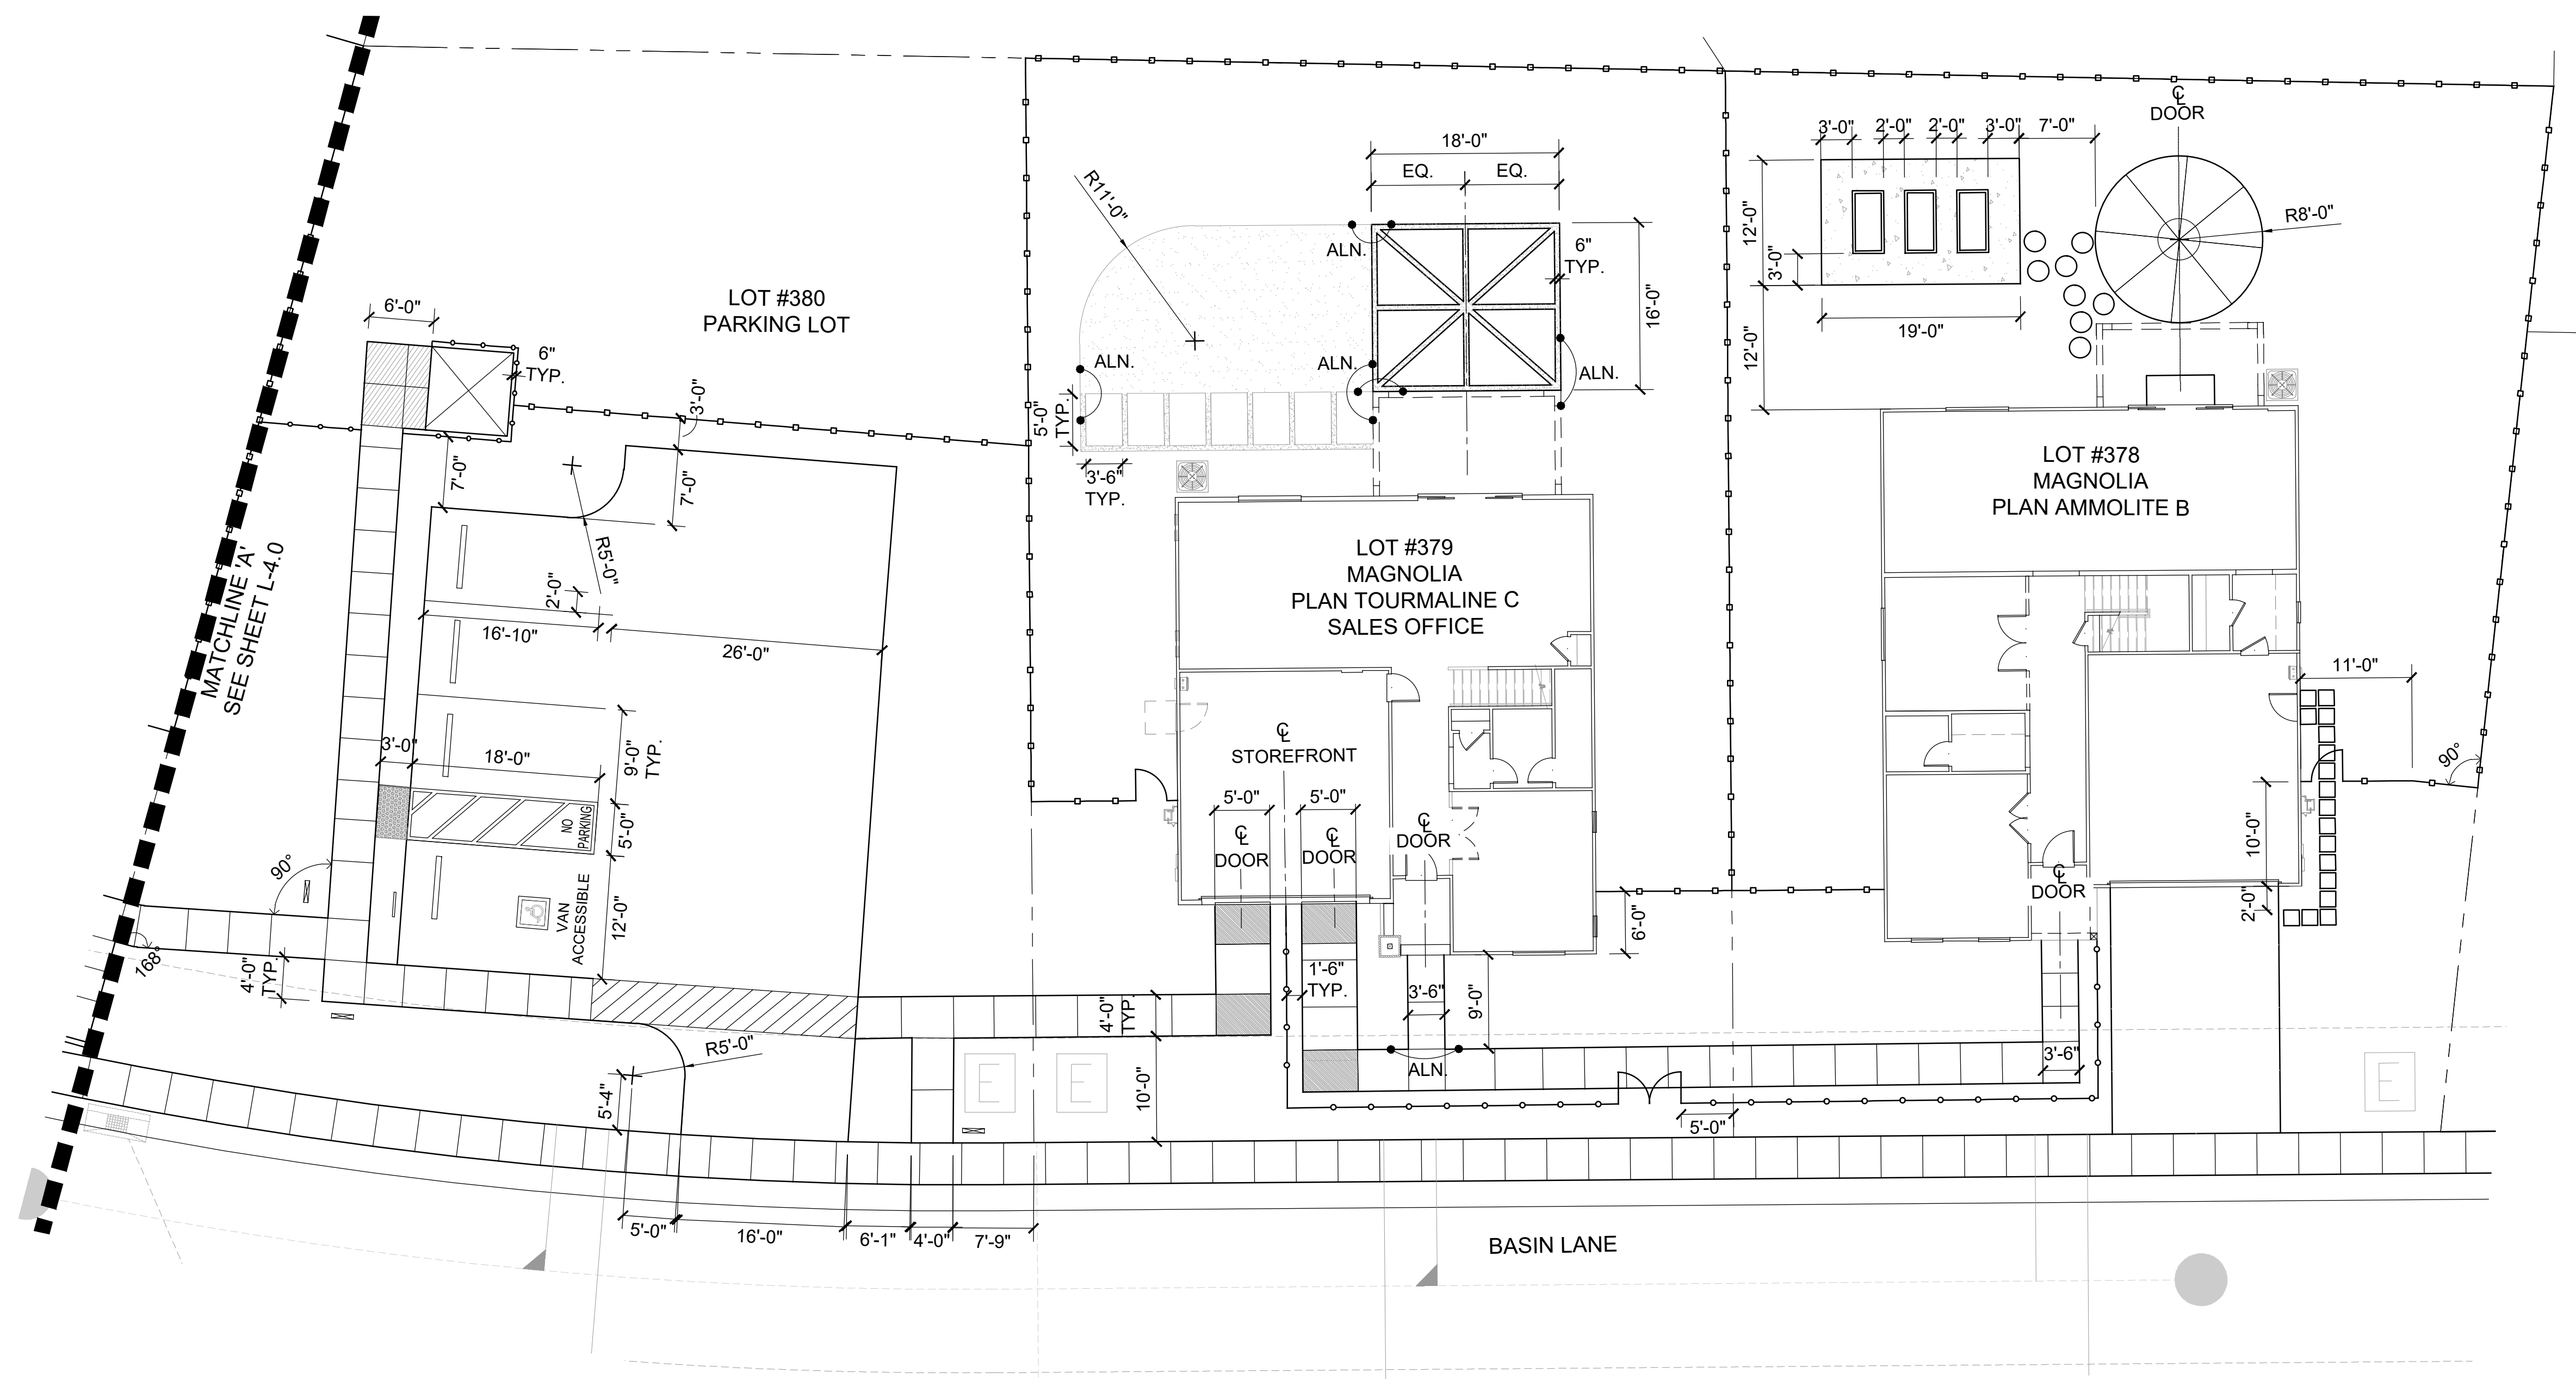 MATCHLINE 'A'
SEE SHEET L-4.0
LOT #380
PARKING LOT
6'-0"
6"
TYP.
3'-0"
7'-0"
7'-0"
R5'-0"
2'-0"
16'-10"
26'-0"
3'-0"
18'-0"
9'-0"
TYP.
NO
PARKING
5'-0"
90°
VAN
ACCESSIBLE
12'-0"
168°
4'-0"
TYP.
R5'-0"
5'-4"
5'-0"
16'-0"
6'-1"
4'-0"
7'-9"
E
E
4'-0"
TYP.
10'-0"
R11'-0"
18'-0"
EQ.
EQ.
ALN.
6"
TYP.
16'-0"
ALN.
ALN.
ALN.
5'-0"
TYP.
3'-6"
TYP.
LOT #379
MAGNOLIA
PLAN TOURMALINE C
SALES OFFICE
℄
STOREFRONT
5'-0"
5'-0"
℄
DOOR
℄
DOOR
℄
DOOR
1'-6"
TYP.
3'-6"
9'-0"
6'-0"
ALN.
5'-0"
BASIN LANE
℄
DOOR
3'-0"
2'-0"
2'-0"
3'-0"
7'-0"
12'-0"
3'-0"
R8'-0"
19'-0"
12'-0"
LOT #378
MAGNOLIA
PLAN AMMOLITE B
11'-0"
90°
10'-0"
2'-0"
℄
DOOR
3'-6"
E